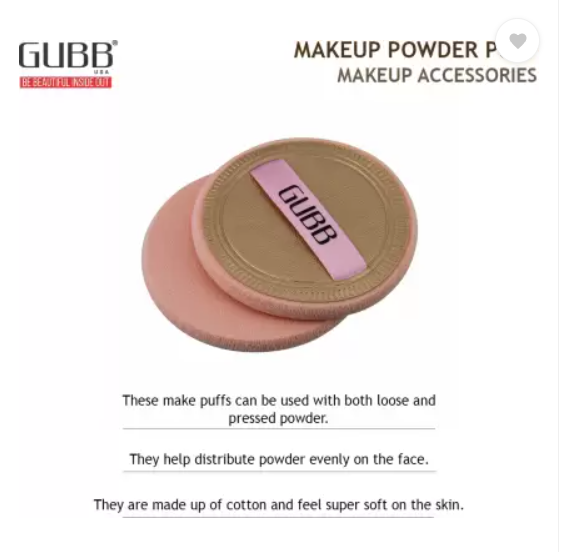 GUBB®
USA
BE BEAUTIFUL INSIDE OUT
MAKEUP POWDER P
MAKEUP ACCESSORIES
GUBB
These make puffs can be used with both loose and
pressed powder.
They help distribute powder evenly on the face.
They are made up of cotton and feel super soft on the skin.